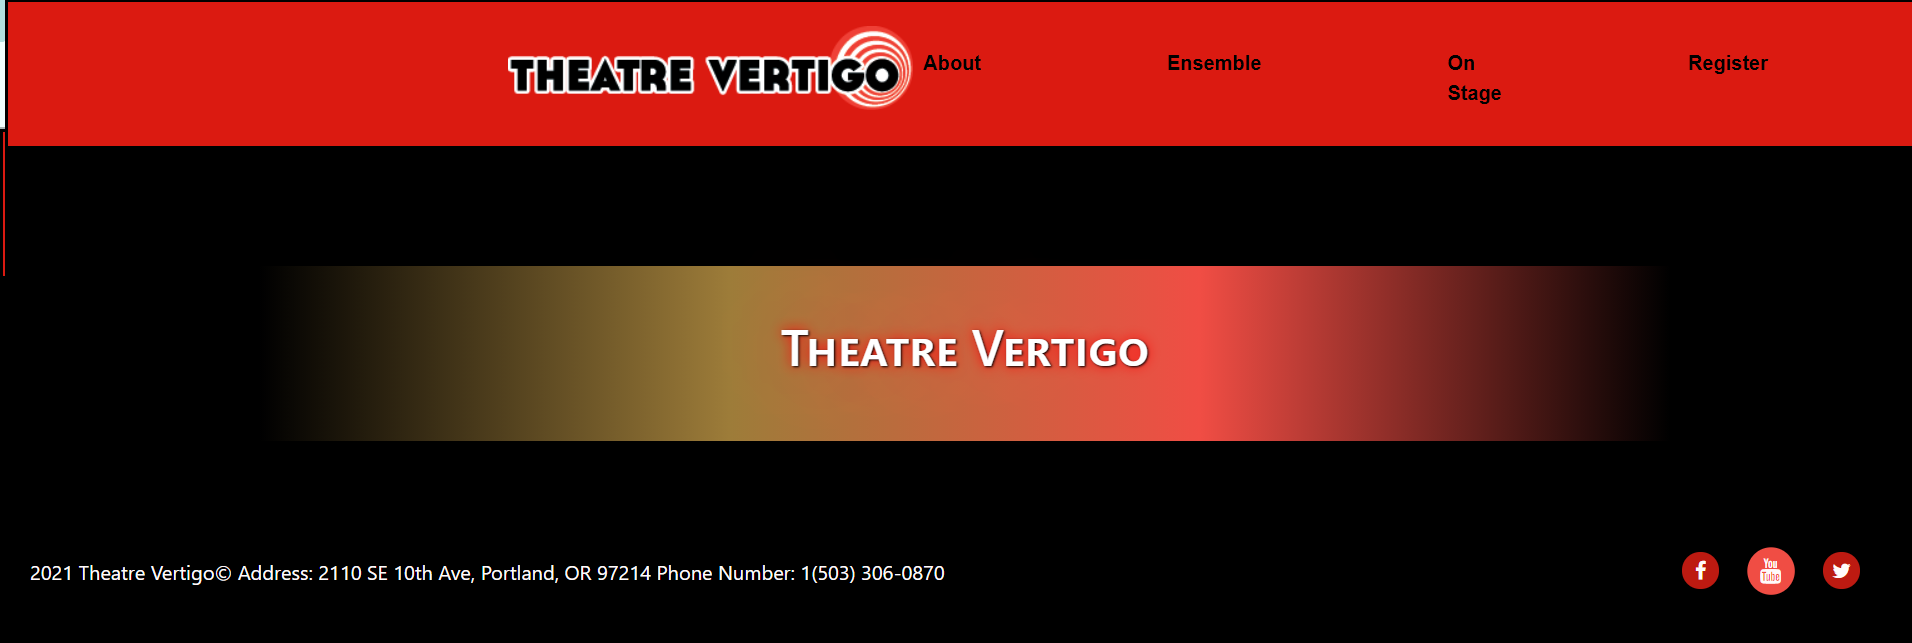 THEATRE VERTIGO
About
Ensemble
On
Stage
Register
Theatre Vertigo
2021 Theatre Vertigo© Address: 2110 SE 10th Ave, Portland, OR 97214 Phone Number: 1(503) 306-0870
You
Tube